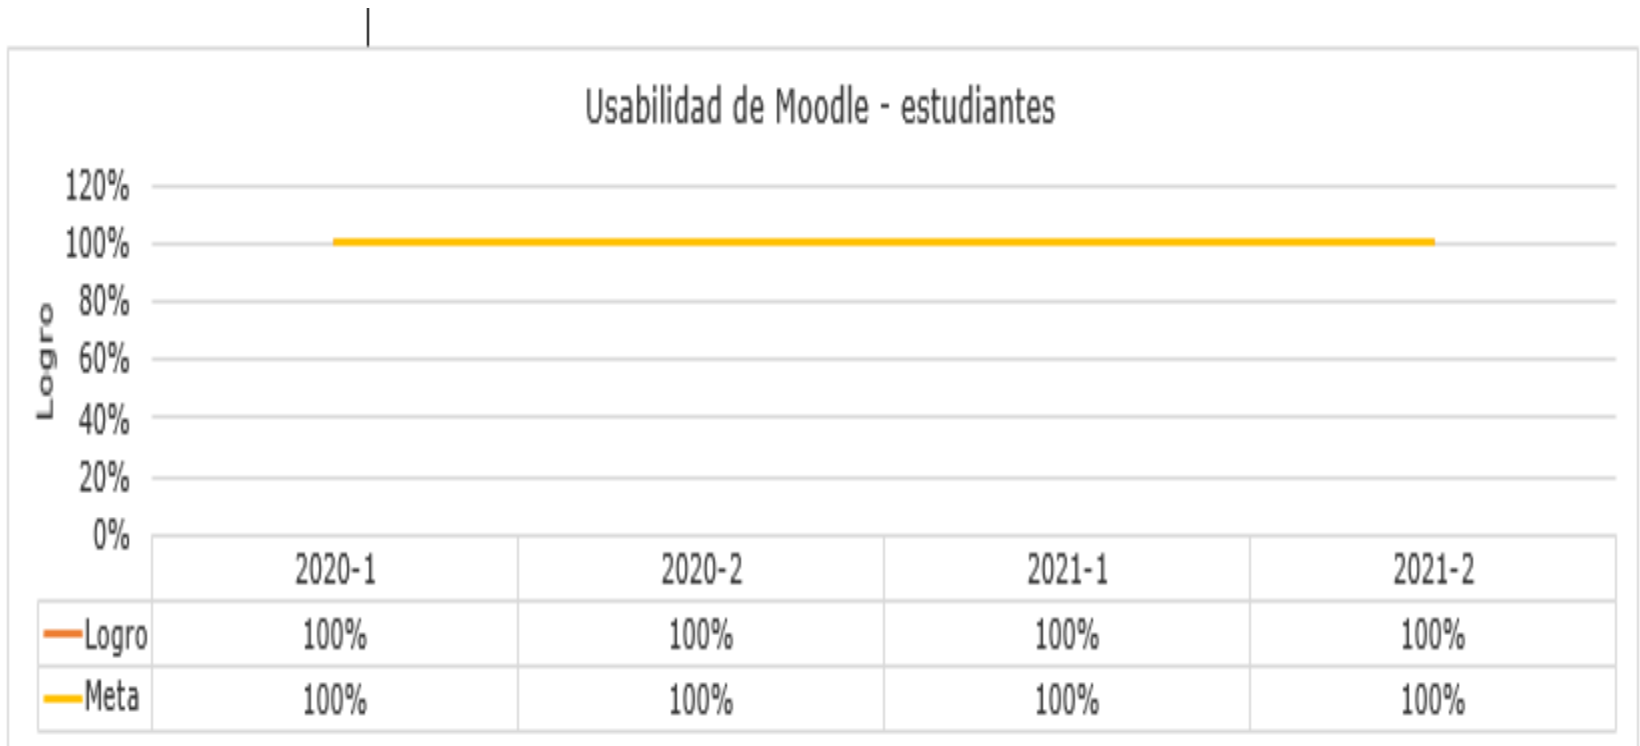 Usabilidad de Moodle - estudiantes
120%
100%
80%
60%
40%
20%
0%
Logro
2020-1 2020-2 2021-1 2021-2
Logro 100% 100% 100% 100%
Meta 100% 100% 100% 100%